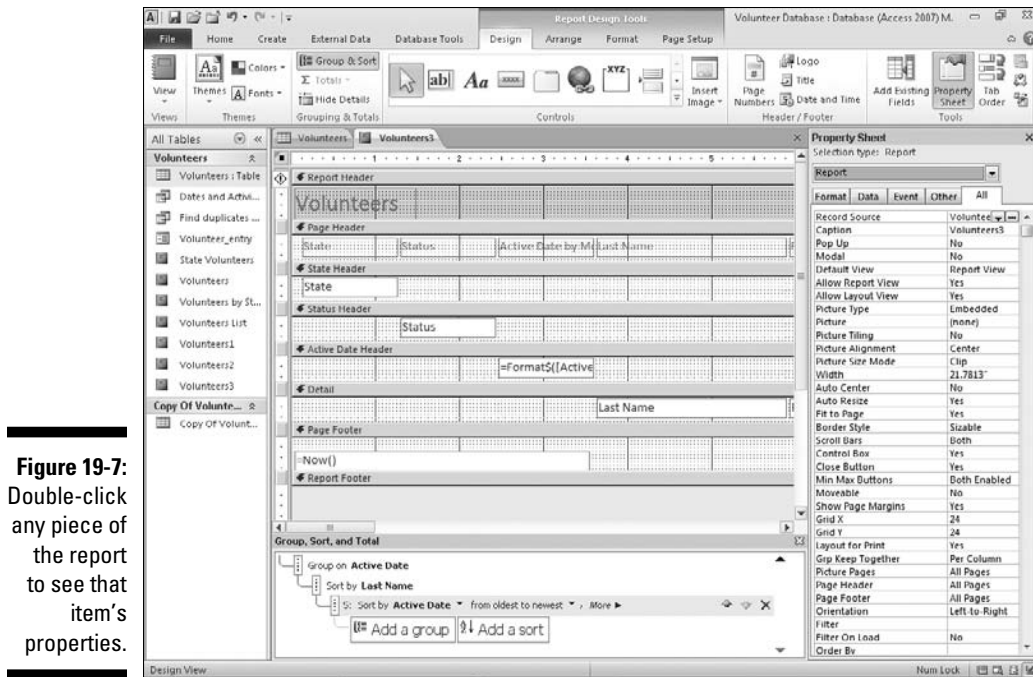 Report Design Tools
Volunteer Database : Database (Access 2007) M.
File
Home
Create
External Data
Database Tools
Design
Arrange
Format
Page Setup
View
Themes
Colors
Fonts
Group & Sort
Totals
Hide Details
ab|
Aa
XXXX
XYZ
Insert Image
Page Numbers
Logo
Title
Date and Time
Add Existing Fields
Property Sheet
Tab Order
Views
Themes
Grouping & Totals
Controls
Header / Footer
Tools
All Tables
Volunteers
Volunteers : Table
Dates and Activi...
Find duplicates ...
Volunteer_entry
State Volunteers
Volunteers
Volunteers by St...
Volunteers List
Volunteers1
Volunteers2
Volunteers3
Copy Of Volunte...
Copy Of Volunt...
Volunteers
Volunteers3
1 2 3 4 5
Report Header
Volunteers
Page Header
State
Status
Active Date by M
Last Name
State Header
State
Status Header
Status
Active Date Header
=Format$([Active
Detail
Last Name
Page Footer
=Now()
Report Footer
Group, Sort, and Total
Group on Active Date
Sort by Last Name
Sort by Active Date from oldest to newest , More
Add a group
Add a sort
Property Sheet
Selection type: Report
Report
Format
Data
Event
Other
All
Record Source Voluntee
Caption Volunteers3
Pop Up No
Modal No
Default View Report View
Allow Report View Yes
Allow Layout View Yes
Picture Type Embedded
Picture (none)
Picture Tiling No
Picture Alignment Center
Picture Size Mode Clip
Width 21.7813"
Auto Center No
Auto Resize Yes
Fit to Page Yes
Border Style Sizable
Scroll Bars Both
Control Box Yes
Close Button Yes
Min Max Buttons Both Enabled
Moveable No
Show Page Margins Yes
Grid X 24
Grid Y 24
Layout for Print Yes
Grp Keep Together Per Column
Picture Pages All Pages
Page Header All Pages
Page Footer All Pages
Orientation Left-to-Right
Filter
Filter On Load No
Order By
Design View
Num Lock
Figure 19-7:
Double-click
any piece of
the report
to see that
item's
properties.